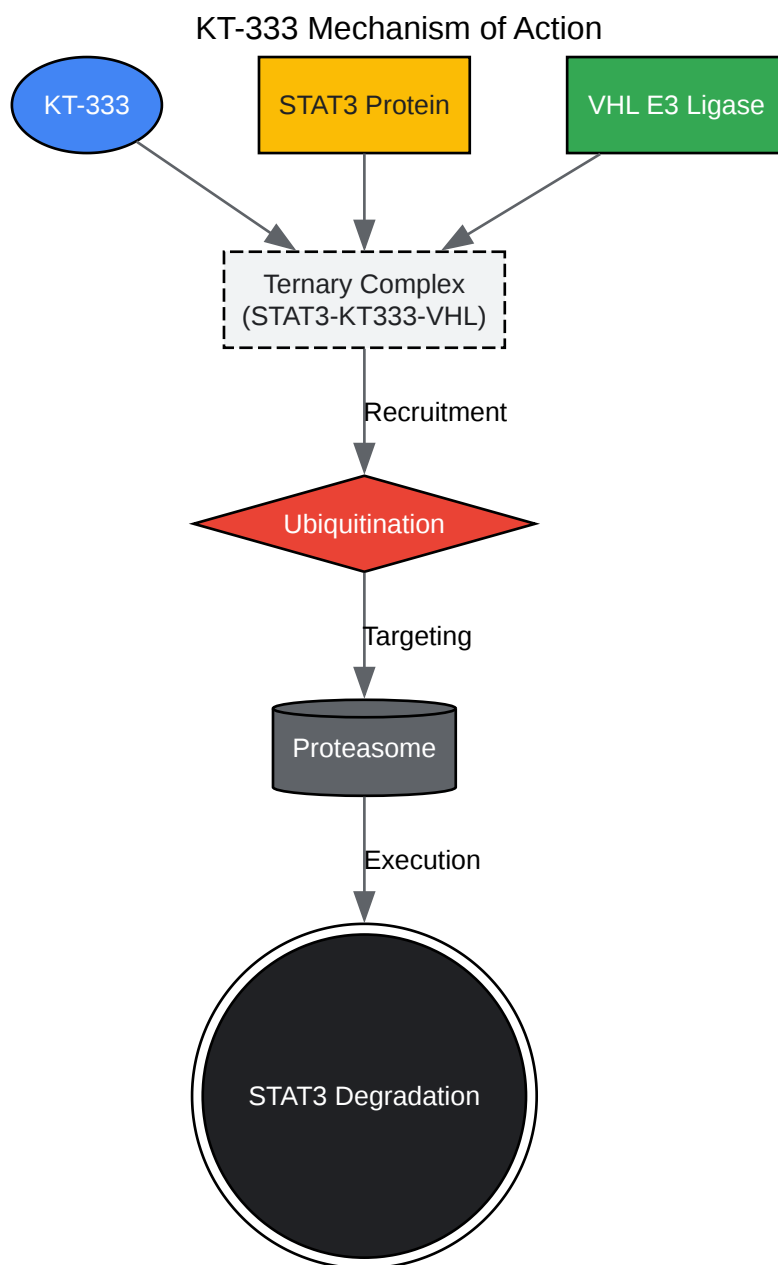 KT-333 Mechanism of Action
KT-333
STAT3 Protein
VHL E3 Ligase
Ternary Complex
(STAT3-KT333-VHL)
Recruitment
Ubiquitination
Targeting
Proteasome
Execution
STAT3 Degradation